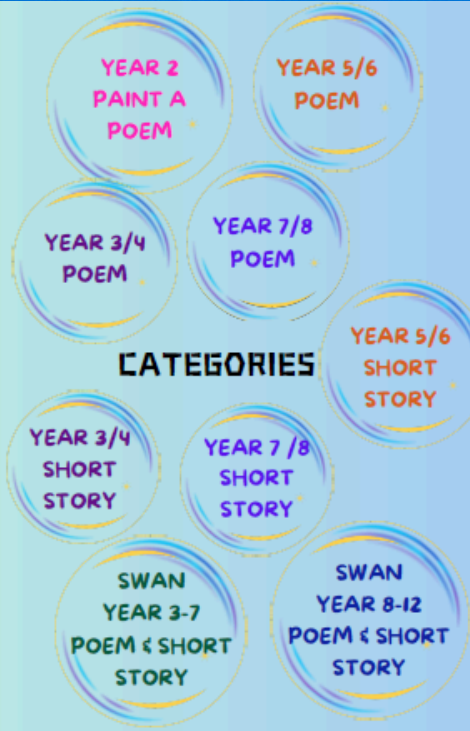 YEAR 2
PAINT A
POEM
YEAR 5/6
POEM
YEAR 3/4
POEM
YEAR 7/8
POEM
YEAR 5/6
SHORT
STORY
CATEGORIES
YEAR 3/4
SHORT
STORY
YEAR 7 /8
SHORT
STORY
SWAN
YEAR 3-7
POEM & SHORT
STORY
SWAN
YEAR 8-12
POEM & SHORT
STORY